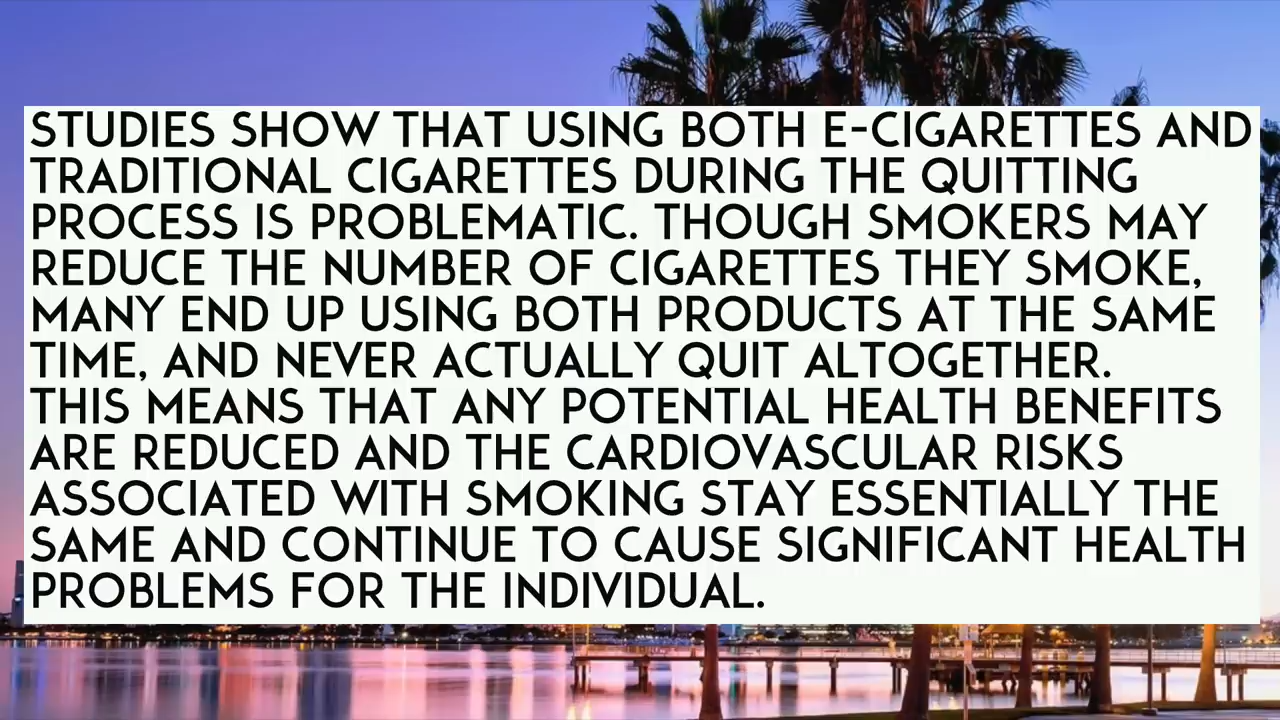 STUDIES SHOW THAT USING BOTH E-CIGARETTES AND
TRADITIONAL CIGARETTES DURING THE QUITTING
PROCESS IS PROBLEMATIC. THOUGH SMOKERS MAY
REDUCE THE NUMBER OF CIGARETTES THEY SMOKE,
MANY END UP USING BOTH PRODUCTS AT THE SAME
TIME, AND NEVER ACTUALLY QUIT ALTOGETHER.
THIS MEANS THAT ANY POTENTIAL HEALTH BENEFITS
ARE REDUCED AND THE CARDIOVASCULAR RISKS
ASSOCIATED WITH SMOKING STAY ESSENTIALLY THE
SAME AND CONTINUE TO CAUSE SIGNIFICANT HEALTH
PROBLEMS FOR THE INDIVIDUAL.